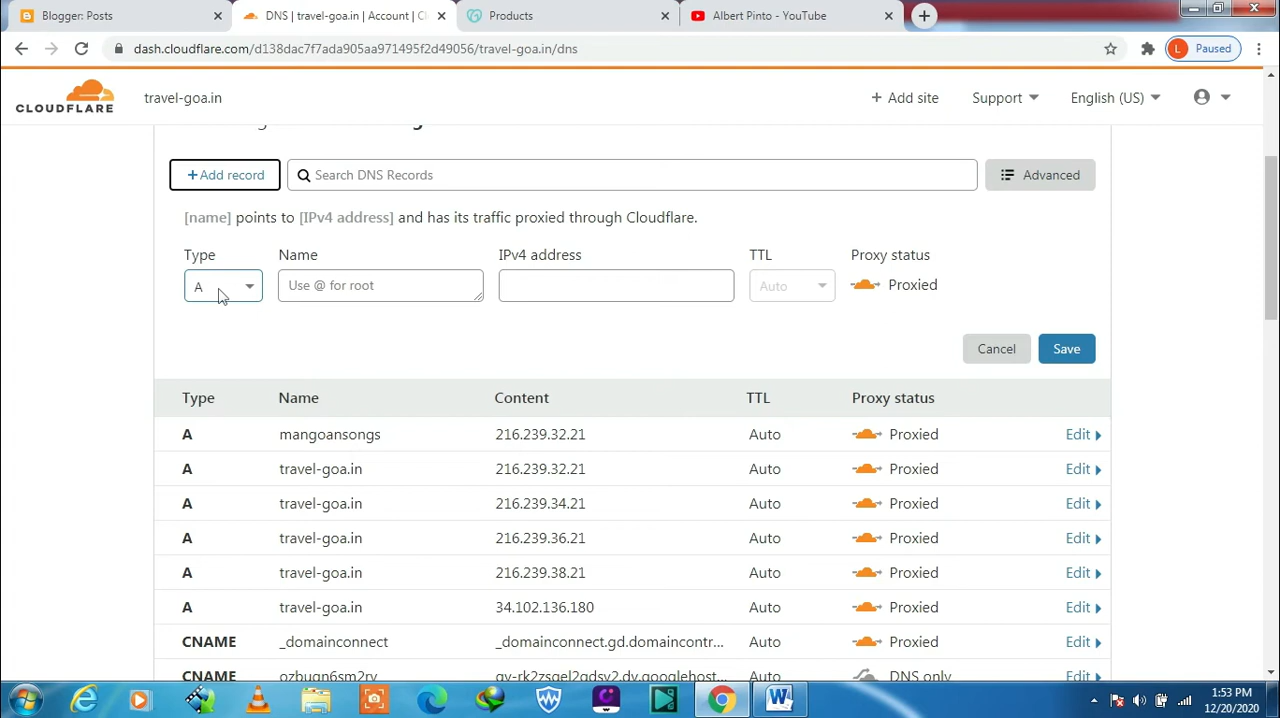 Blogger: Posts
DNS | travel-goa.in | Account | Cl
Products
Albert Pinto - YouTube
dash.cloudflare.com/d138dac7f7ada905aa971495f2d49056/travel-goa.in/dns
L Paused
CLOUDFLARE
travel-goa.in
+ Add site
Support
English (US)
+Add record
Search DNS Records
Advanced
[name] points to [IPv4 address] and has its traffic proxied through Cloudflare.
Type Name IPv4 address TTL Proxy status
A Use @ for root Auto Proxied
Cancel Save
Type Name Content TTL Proxy status
A mangoansongs 216.239.32.21 Auto Proxied Edit
A travel-goa.in 216.239.32.21 Auto Proxied Edit
A travel-goa.in 216.239.34.21 Auto Proxied Edit
A travel-goa.in 216.239.36.21 Auto Proxied Edit
A travel-goa.in 216.239.38.21 Auto Proxied Edit
A travel-goa.in 34.102.136.180 Auto Proxied Edit
CNAME _domainconnect _domainconnect.gd.domaincontr... Auto Proxied Edit
CNAME ozbuqn6sm2rv gv-rk2zsgel2gdsv2.dv.googlehost... Auto DNS only Edit
1:53 PM
12/20/2020